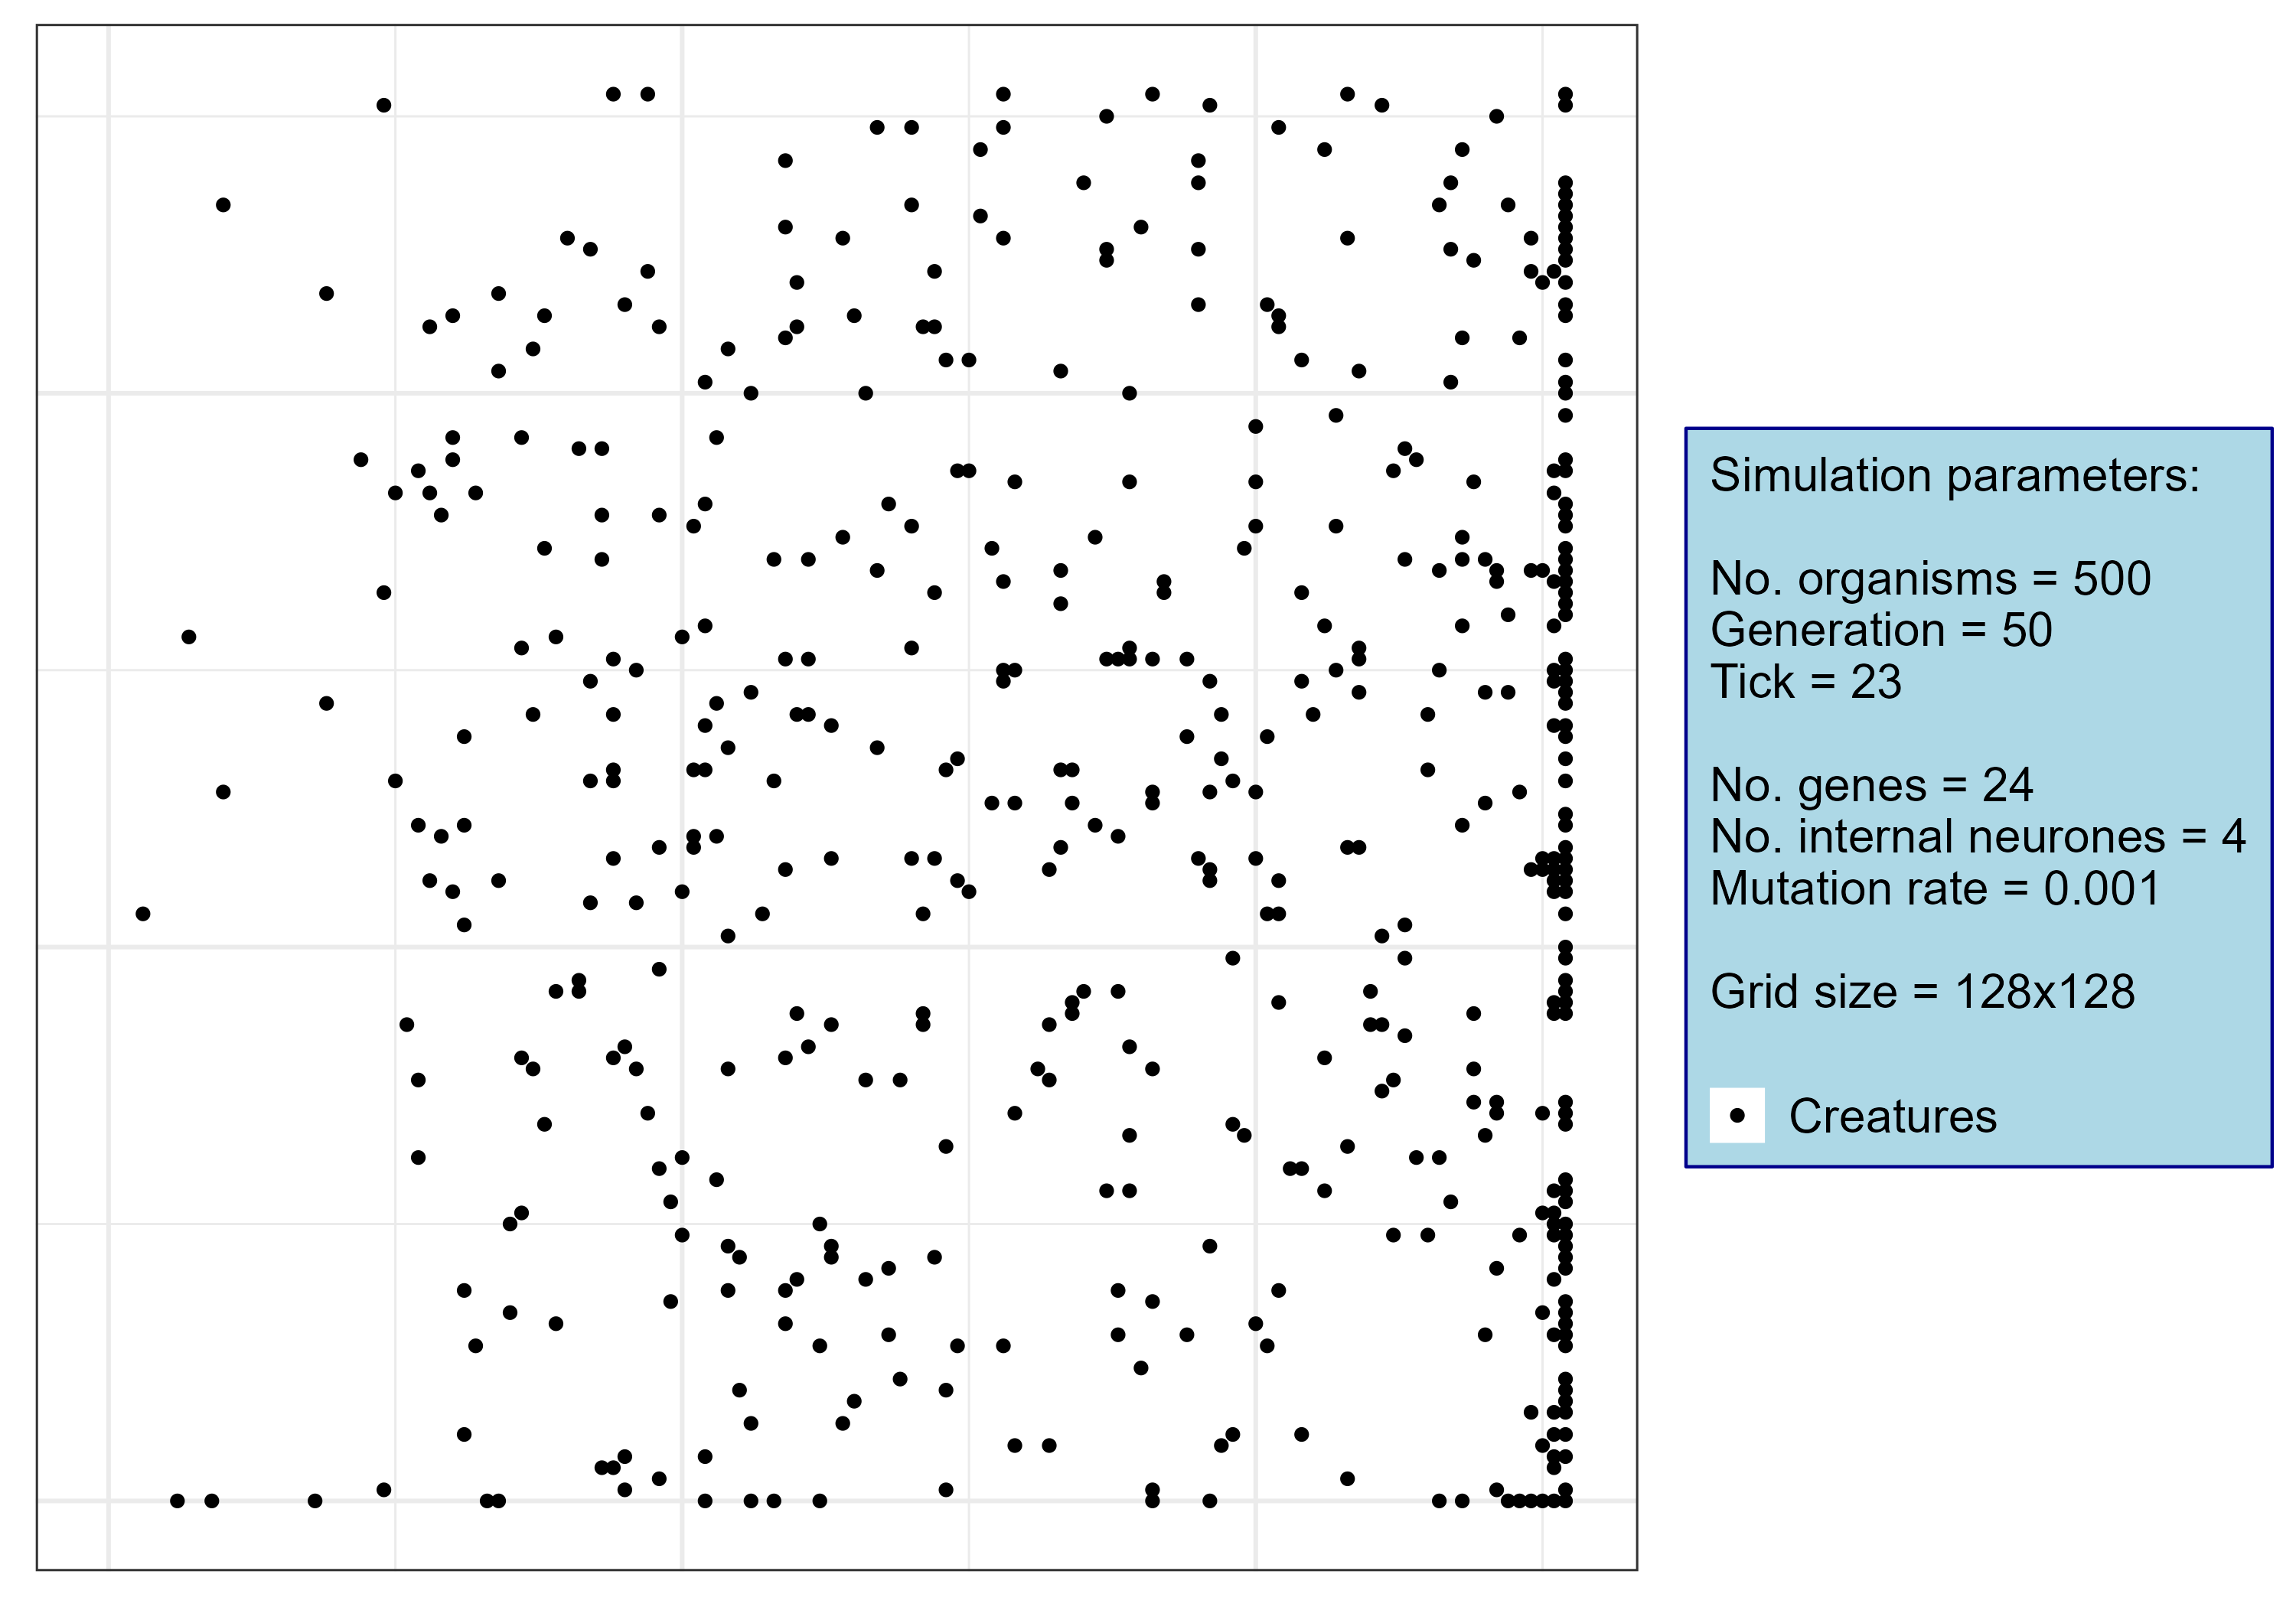 Simulation parameters:
No. organisms = 500
Generation = 50
Tick = 23
No. genes = 24
No. internal neurones = 4
Mutation rate = 0.001
Grid size = 128x128
Creatures